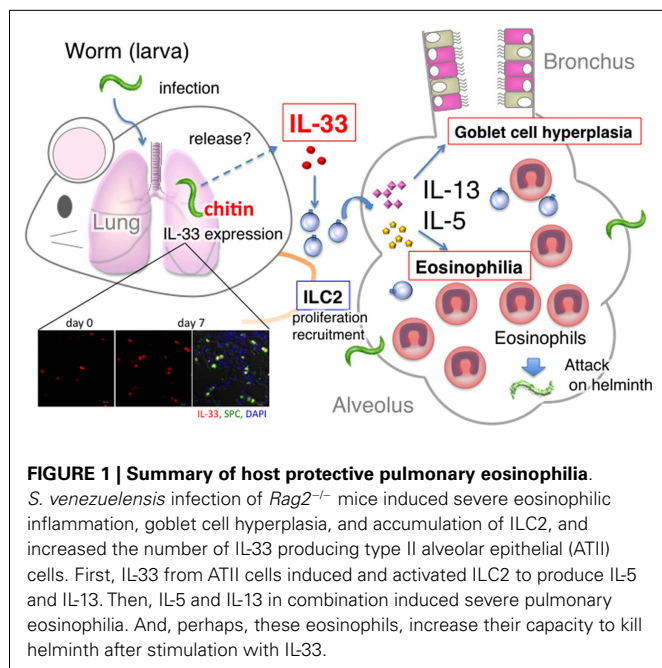 Worm (larva)
infection
release?
IL-33
Bronchus
Goblet cell hyperplasia
Lung
chitin
IL-33 expression
IL-13
IL-5
ILC2
proliferation
recruitment
Eosinophilia
Eosinophils
Attack
on helminth
Alveolus
day 0
day 7
IL-33, SPC, DAPI
FIGURE 1 | Summary of host protective pulmonary eosinophilia.
S. venezuelensis infection of Rag2−/− mice induced severe eosinophilic
inflammation, goblet cell hyperplasia, and accumulation of ILC2, and
increased the number of IL-33 producing type II alveolar epithelial (ATII)
cells. First, IL-33 from ATII cells induced and activated ILC2 to produce IL-5
and IL-13. Then, IL-5 and IL-13 in combination induced severe pulmonary
eosinophilia. And, perhaps, these eosinophils, increase their capacity to kill
helminth after stimulation with IL-33.